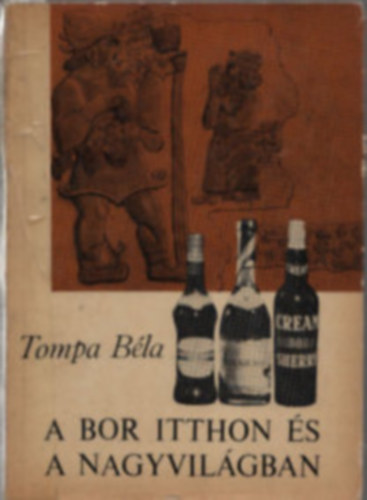 CREAM
SHERRY
Tompa Béla
A BOR ITTHON ÉS
A NAGYVILÁGBAN